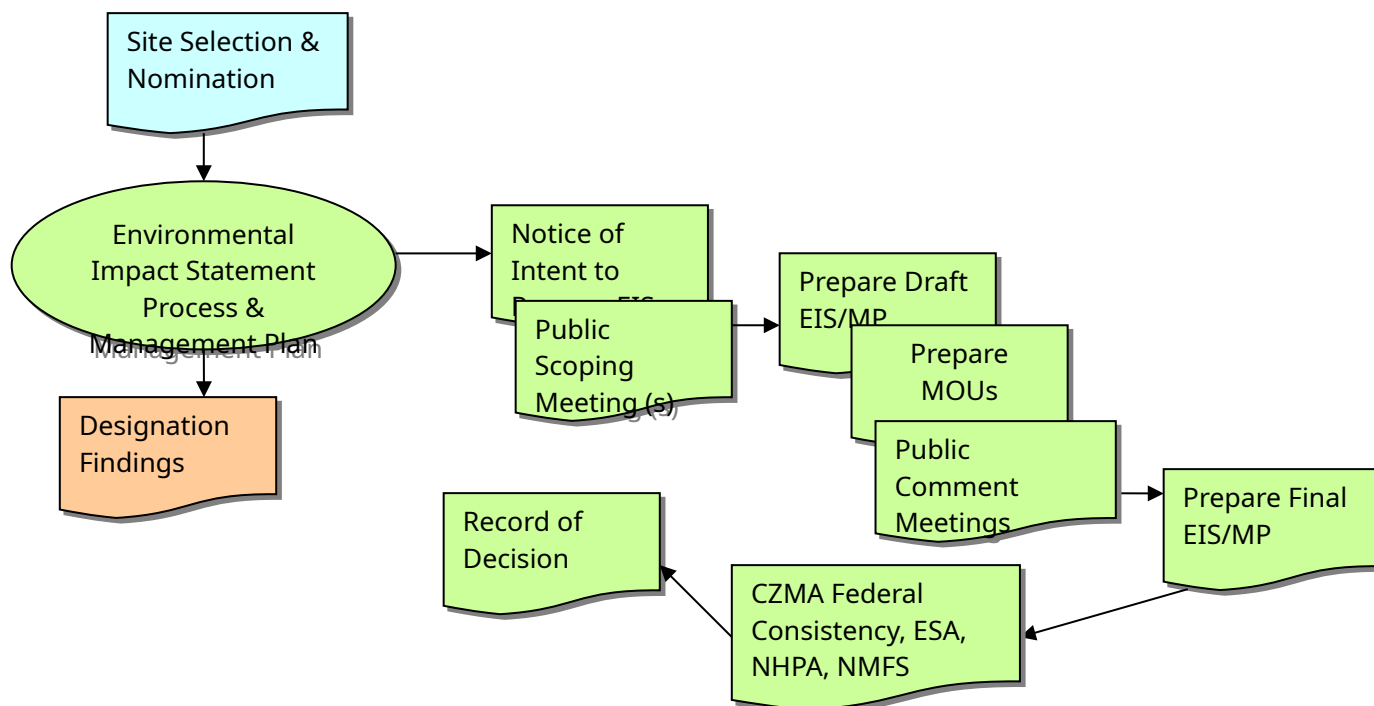 Site Selection &
Nomination
Environmental
Impact Statement
Process &
Management Plan
Notice of
Intent to
Public
Scoping
Meeting (s)
Prepare Draft
EIS/MP
Prepare
MOUs
Public
Comment
Meetings
Designation
Findings
Prepare Final
EIS/MP
Record of
Decision
CZMA Federal
Consistency, ESA,
NHPA, NMFS